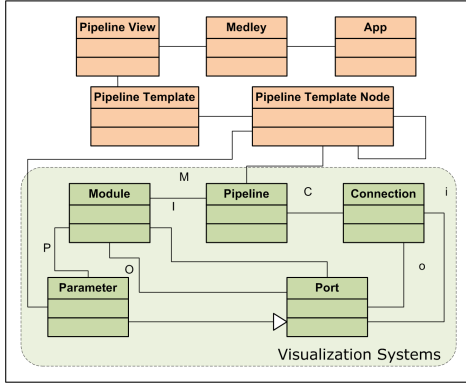 Pipeline View
Medley
App
Pipeline Template
Pipeline Template Node
M
Module
Pipeline
Connection
I
C
i
P
O
o
Parameter
Port
Visualization Systems